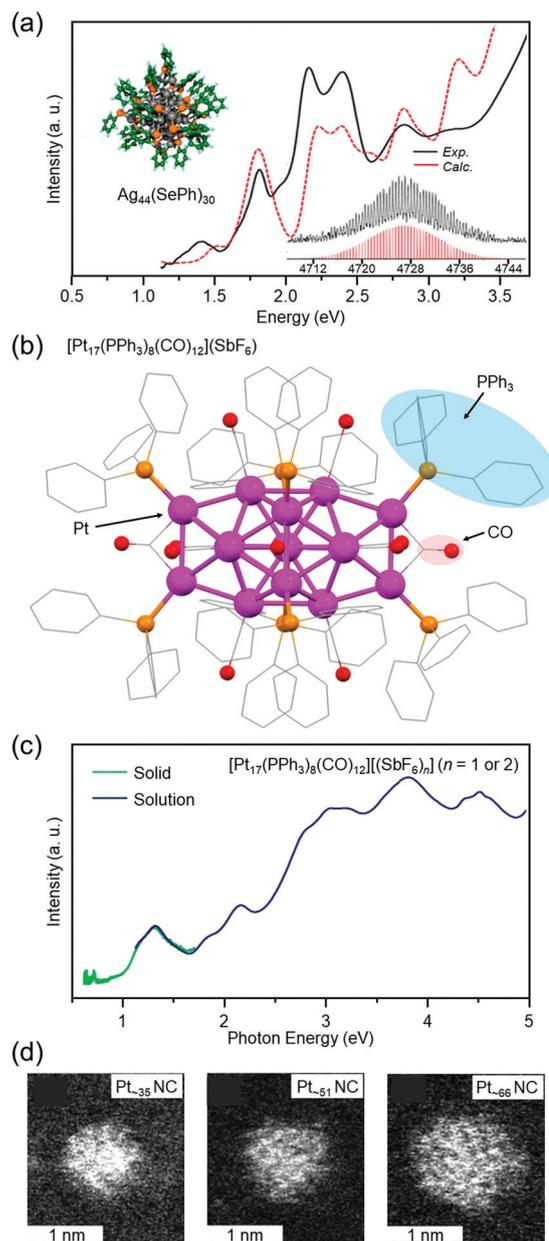 (a)
Intensity (a. u.)
Ag44(SePh)30
Exp.
Calc.
4712 4720 4728 4736 4744
0.5 1.0 1.5 2.0 2.5 3.0 3.5
Energy (eV)
(b) [Pt17(PPh3)8(CO)12](SbF6)
PPh3
Pt
CO
(c)
[Pt17(PPh3)8(CO)12][(SbF6)n] (n = 1 or 2)
Solid
Solution
Intensity (a. u.)
1 2 3 4 5
Photon Energy (eV)
(d)
Pt~35 NC Pt~51 NC Pt~66 NC
1 nm 1 nm 1 nm